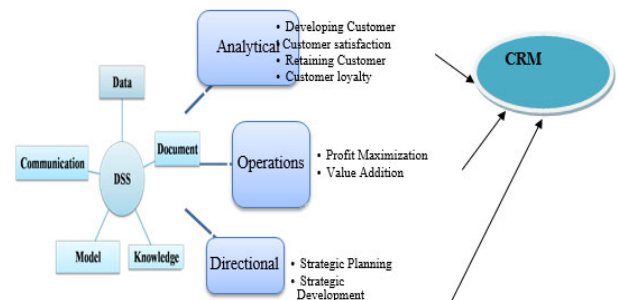 Data
Communication
DSS
Document
Model
Knowledge
Analytical
• Developing Customer
• Customer satisfaction
• Retaining Customer
• Customer loyalty
Operations
• Profit Maximization
• Value Addition
Directional
• Strategic Planning
• Strategic
Development
CRM